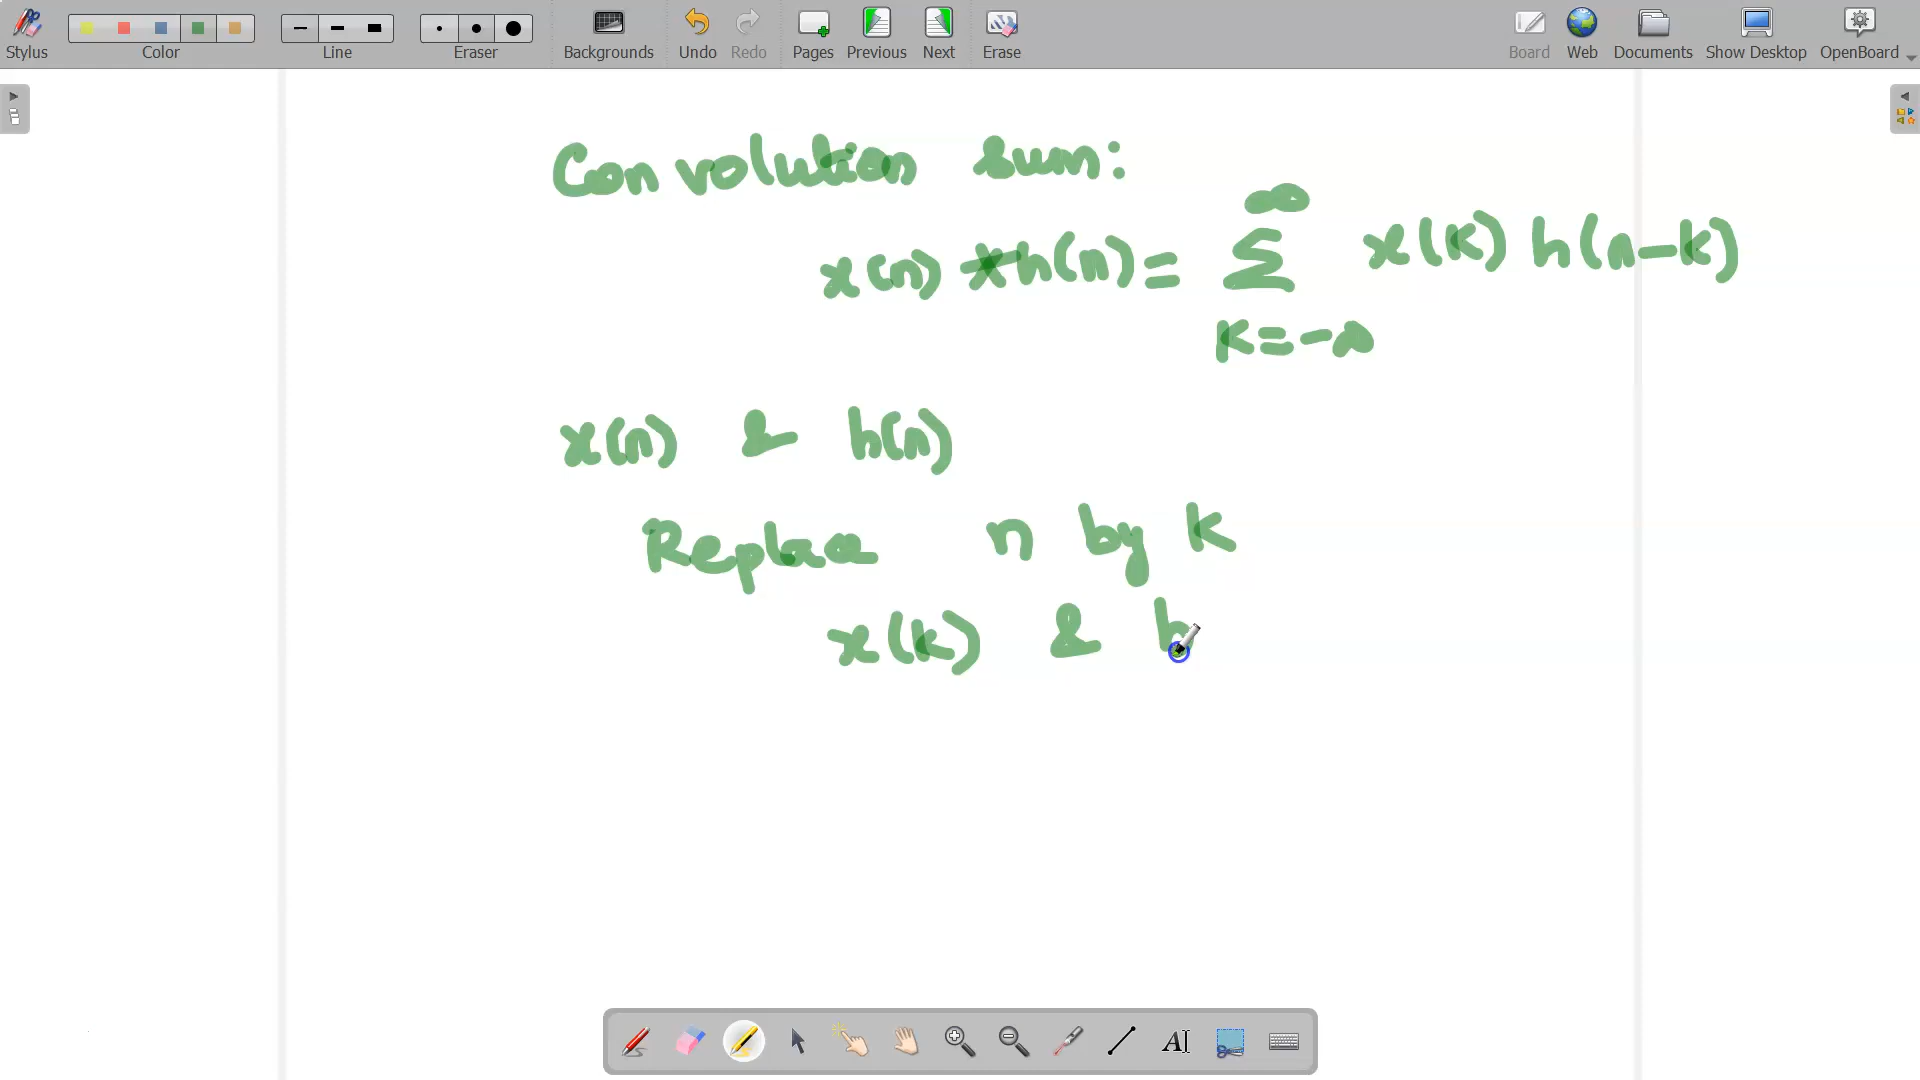 Stylus Color Line Eraser Backgrounds Undo Redo Pages Previous Next Erase Board Web Documents Show Desktop OpenBoard
Convolution sum:
∞
x(n) * h(n) = Σ x(k) h(n-k)
k=-∞
x(n) & h(n)
Replace n by k
x(k) & h
AI